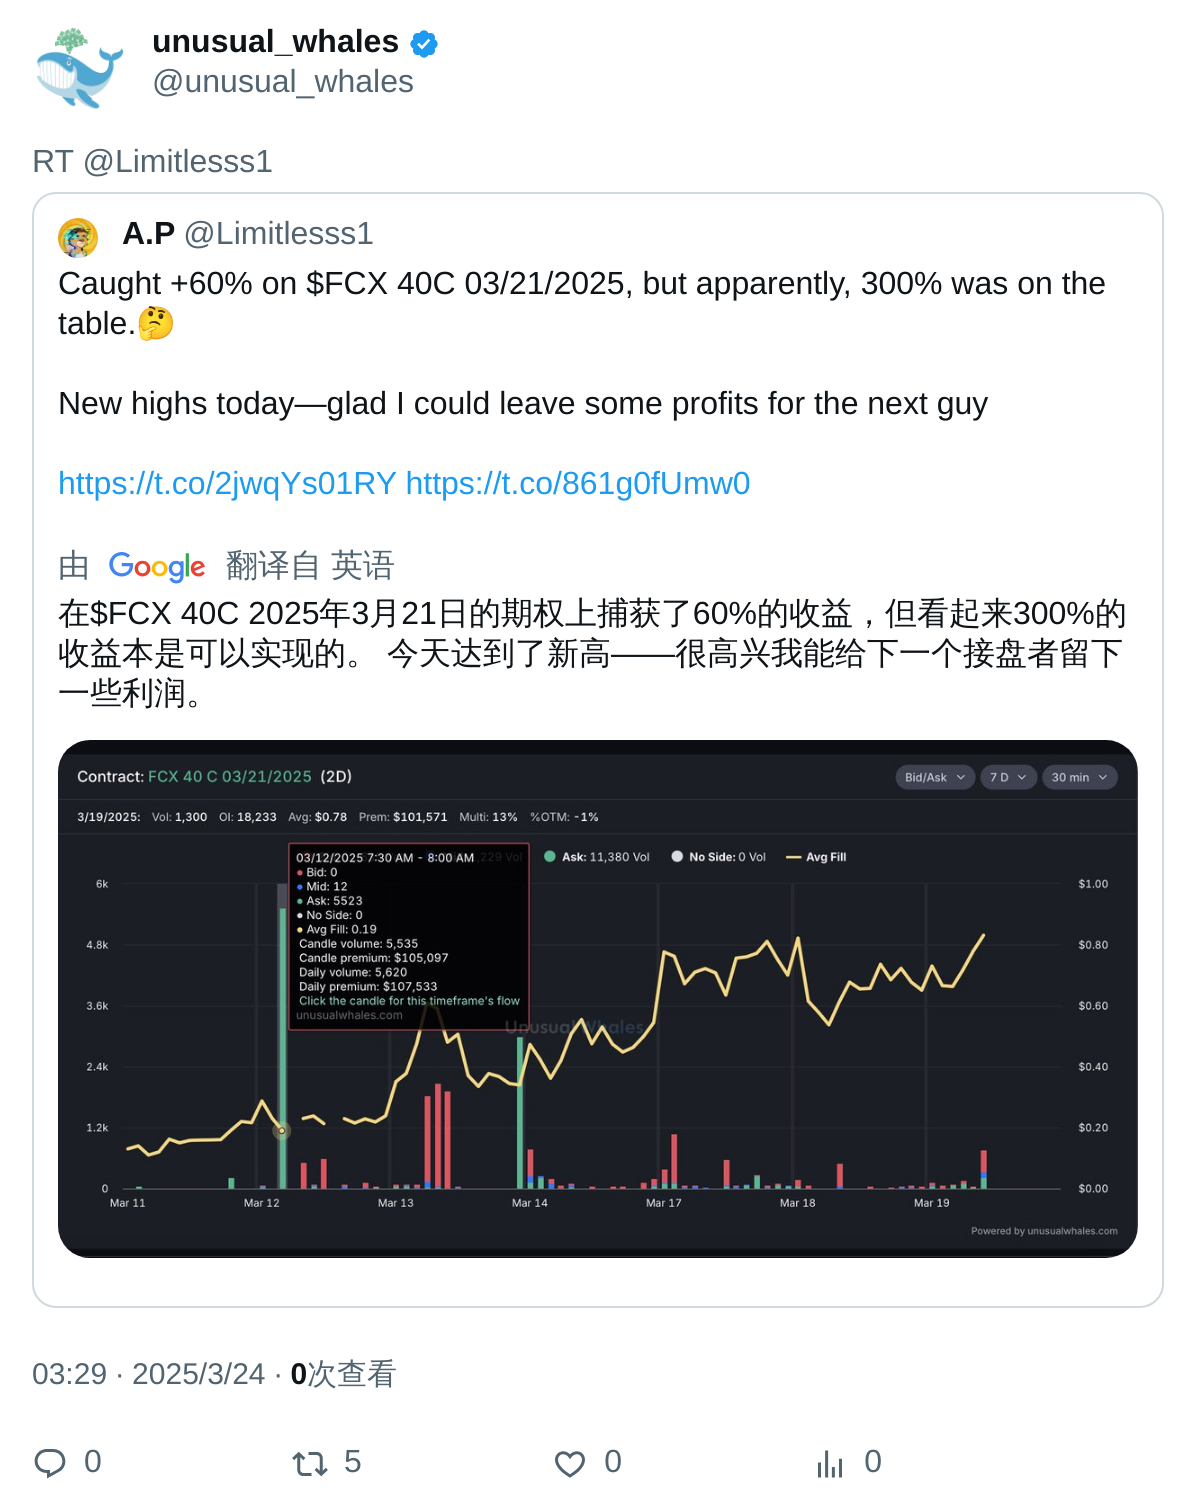 unusual_whales
@unusual_whales
RT @Limitlesss1
A.P @Limitlesss1
Caught +60% on $FCX 40C 03/21/2025, but apparently, 300% was on the
table.🤔
New highs today—glad I could leave some profits for the next guy
https://t.co/2jwqYs01RY https://t.co/861g0fUmw0
由 Google 翻译自 英语
在$FCX 40C 2025年3月21日的期权上捕获了60%的收益，但看起来300%的
收益本是可以实现的。 今天达到了新高——很高兴我能给下一个接盘者留下
一些利润。
Contract: FCX 40 C 03/21/2025 (2D)
Bid/Ask 7 D 30 min
3/19/2025: Vol: 1,300 OI: 18,233 Avg: $0.78 Prem: $101,571 Multi: 13% %OTM: -1%
03/12/2025 7:30 AM - 8:00 AM
Ask: 11,380 Vol No Side: 0 Vol Avg Fill
Bid: 0
Mid: 12
Ask: 5523
No Side: 0
Avg Fill: 0.19
Candle volume: 5,535
Candle premium: $105,097
Daily volume: 5,620
Daily premium: $107,533
Click the candle for this timeframe's flow
unusualwhales.com
Unusual Whales
6k
4.8k
3.6k
2.4k
1.2k
0
$1.00
$0.80
$0.60
$0.40
$0.20
$0.00
Mar 11 Mar 12 Mar 13 Mar 14 Mar 17 Mar 18 Mar 19
Powered by unusualwhales.com
03:29 · 2025/3/24 · 0次查看
0 5 0 0